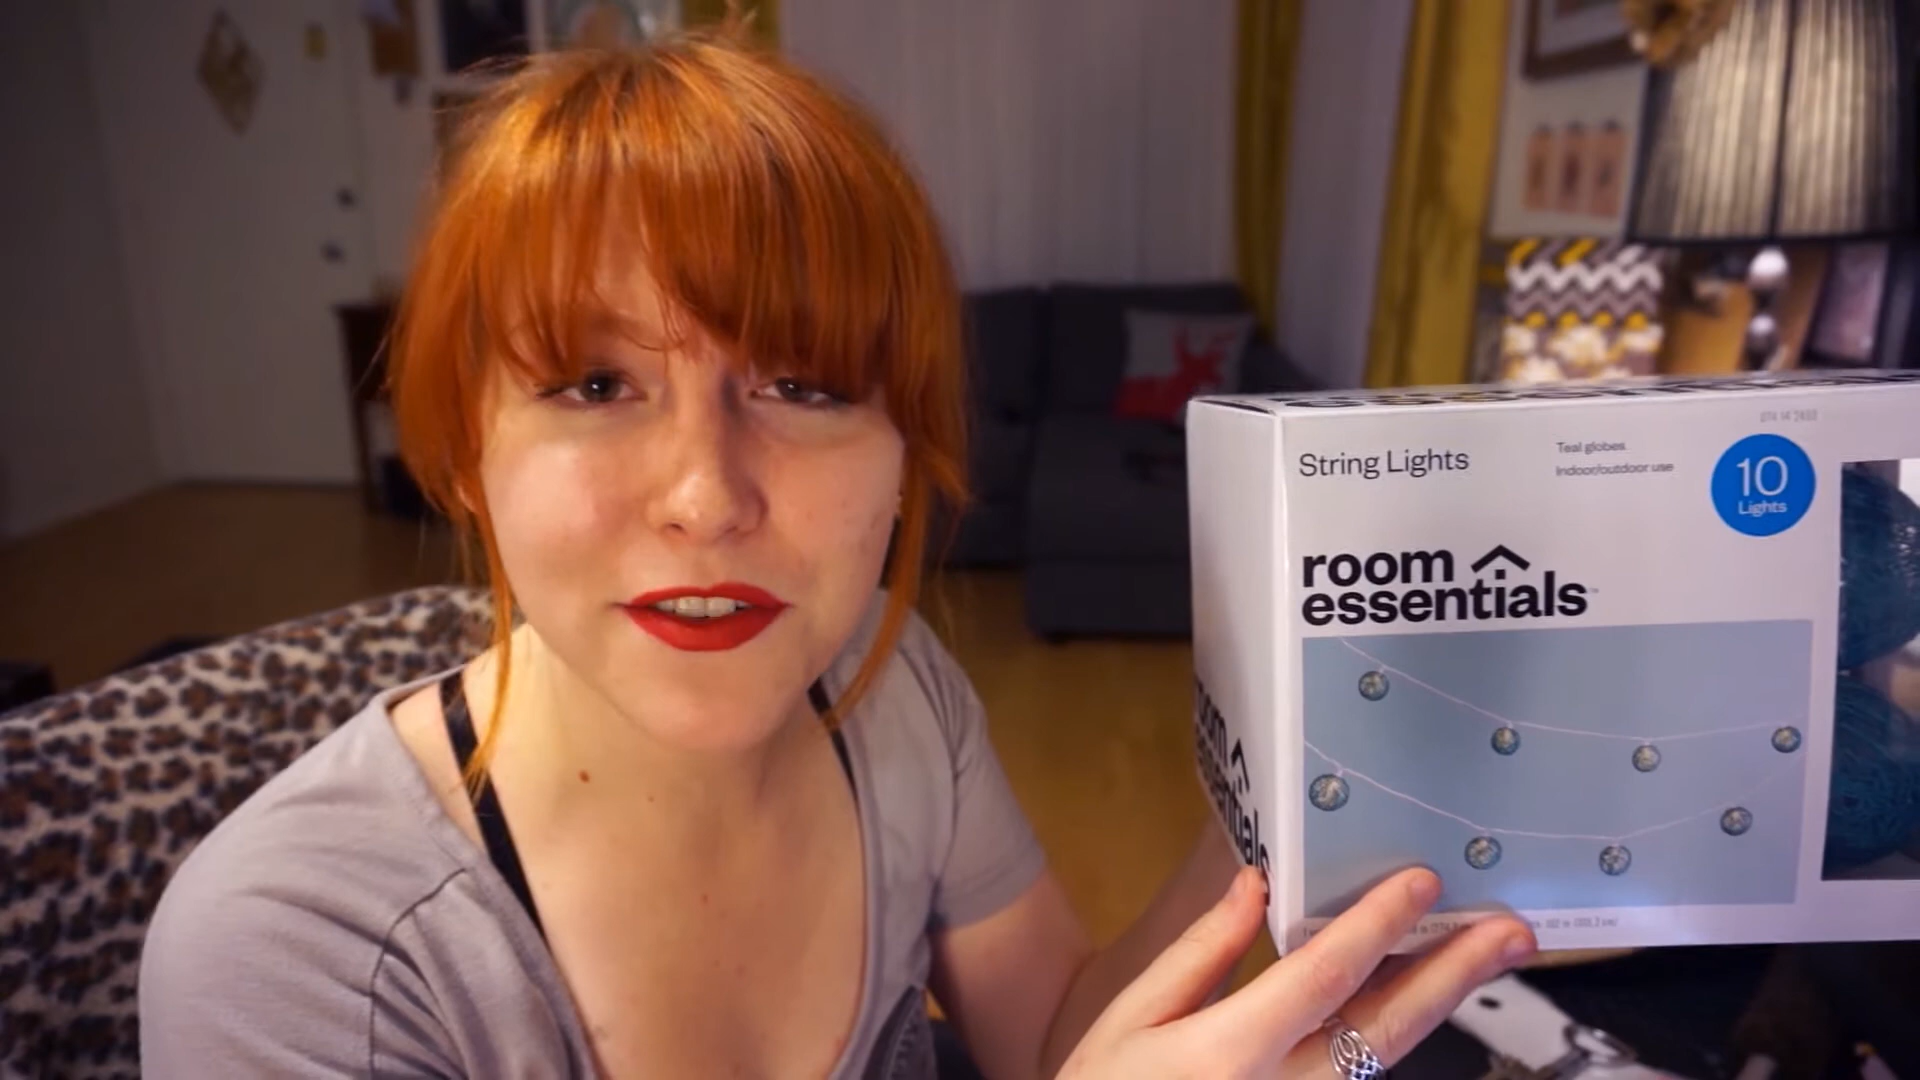 String Lights
Teal globes
Indoor/outdoor use
10
Lights
room
essentials
room
essentials